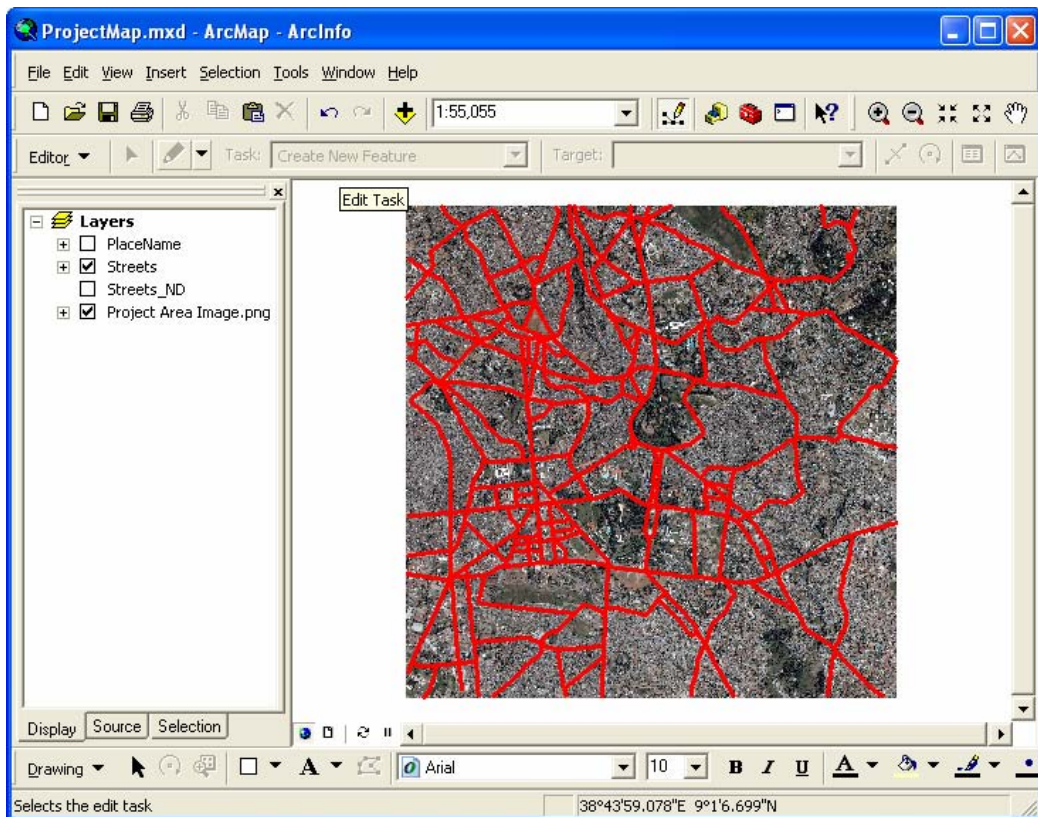 ProjectMap.mxd - ArcMap - ArcInfo
File Edit View Insert Selection Tools Window Help
1:55,055
Editor Task: Create New Feature Target:
Edit Task
Layers
PlaceName
Streets
Streets_ND
Project Area Image.png
Display Source Selection
Drawing A Arial 10 B I U A
Selects the edit task 38°43'59.078"E 9°1'6.699"N